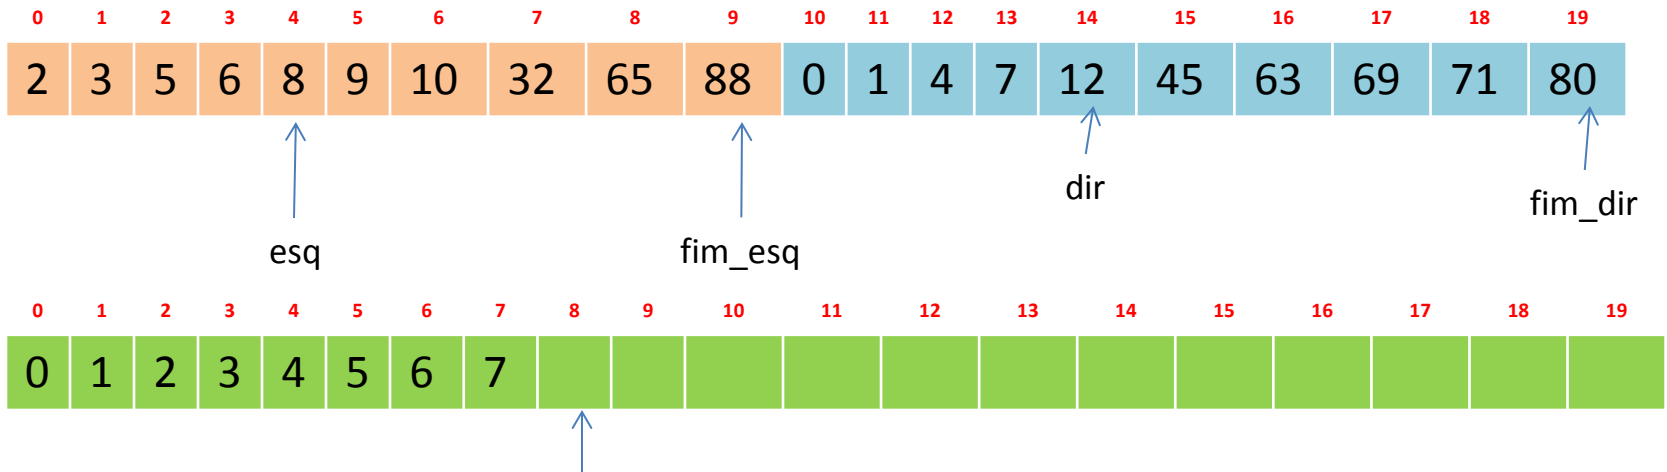 0 1 2 3 4 5 6 7 8 9 10 11 12 13 14 15 16 17 18 19
2 3 5 6 8 9 10 32 65 88 0 1 4 7 12 45 63 69 71 80
dir
fim_dir
esq fim_esq
0 1 2 3 4 5 6 7 8 9 10 11 12 13 14 15 16 17 18 19
0 1 2 3 4 5 6 7